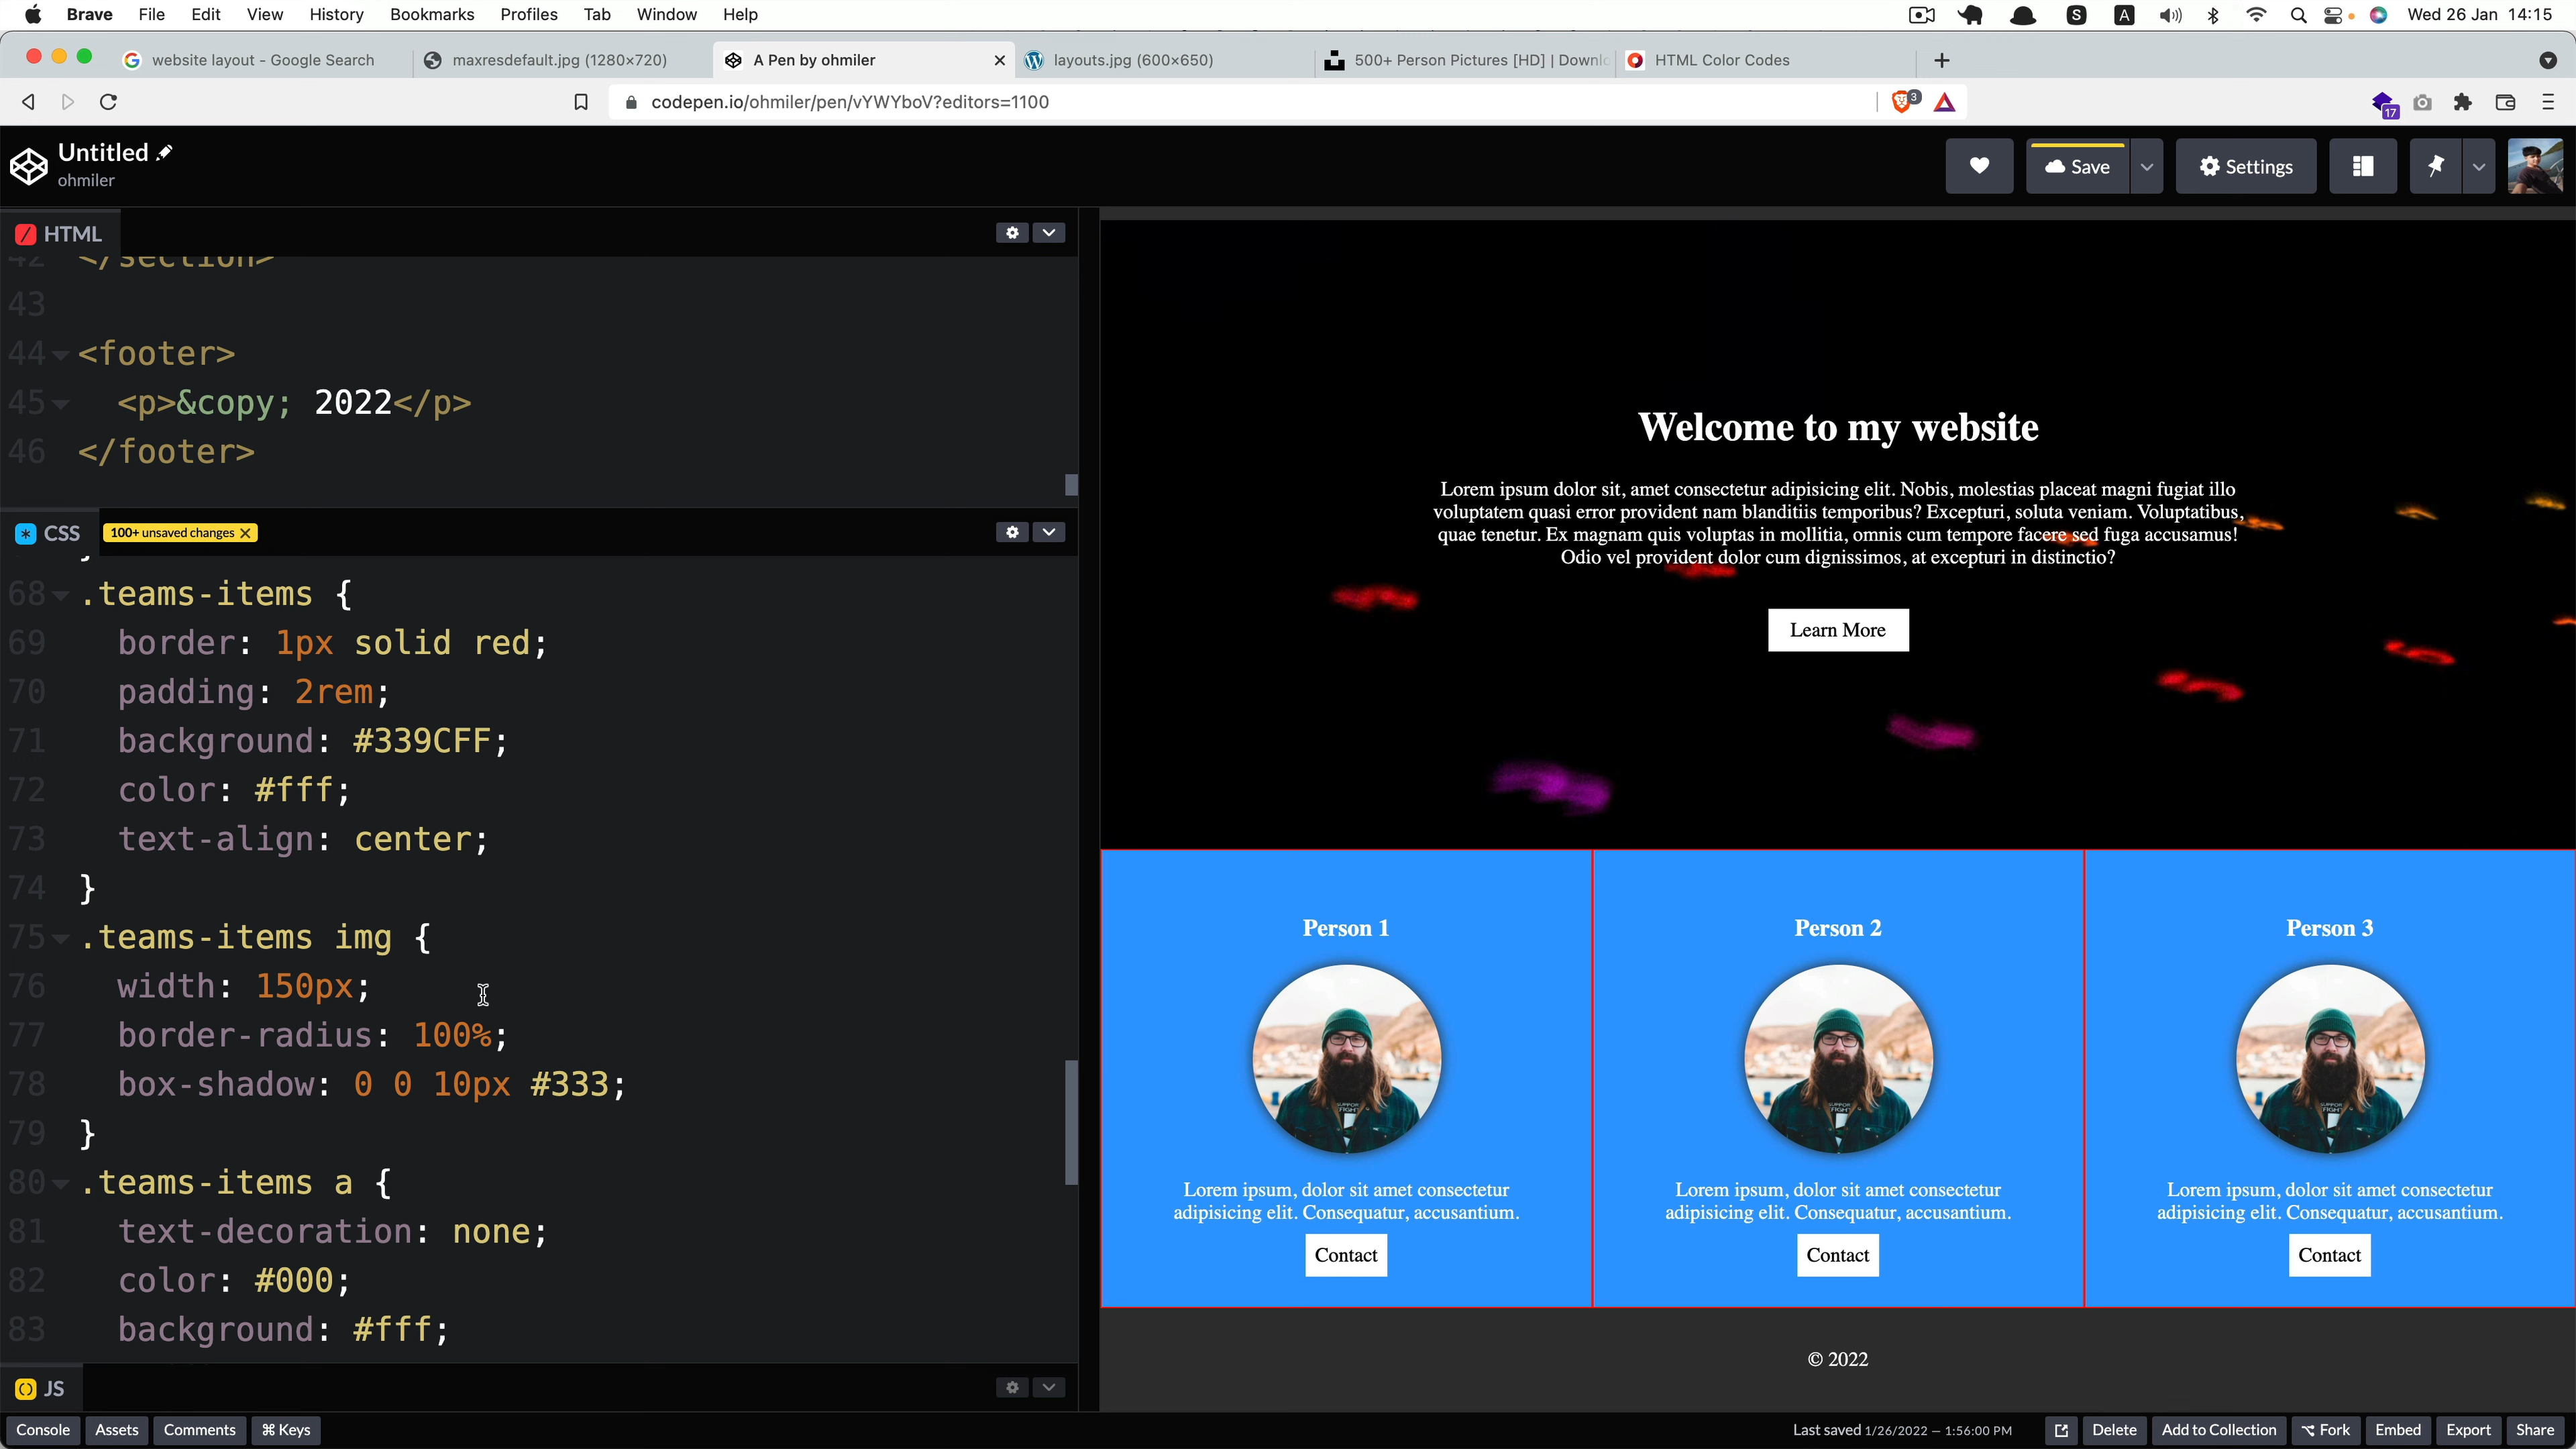 Brave File Edit View History Bookmarks Profiles Tab Window Help
S A Wed 26 Jan 14:15
website layout - Google Search
maxresdefault.jpg (1280×720)
A Pen by ohmiler
layouts.jpg (600×650)
500+ Person Pictures [HD] | Downl
HTML Color Codes
codepen.io/ohmiler/pen/vYWYboV?editors=1100
3
17
Untitled
ohmiler
Save
Settings
HTML
42 </section>
43
44 <footer>
45 <p>&copy; 2022</p>
46 </footer>
CSS 100+ unsaved changes X
}
68 .teams-items {
69 border: 1px solid red;
70 padding: 2rem;
71 background: #339CFF;
72 color: #fff;
73 text-align: center;
74 }
75 .teams-items img {
76 width: 150px;
77 border-radius: 100%;
78 box-shadow: 0 0 10px #333;
79 }
80 .teams-items a {
81 text-decoration: none;
82 color: #000;
83 background: #fff;
JS
Welcome to my website
Lorem ipsum dolor sit, amet consectetur adipisicing elit. Nobis, molestias placeat magni fugiat illo
voluptatem quasi error provident nam blanditiis temporibus? Excepturi, soluta veniam. Voluptatibus,
quae tenetur. Ex magnam quis voluptas in mollitia, omnis cum tempore facere sed fuga accusamus!
Odio vel provident dolor cum dignissimos, at excepturi in distinctio?
Learn More
Person 1
SUPPORT
FIGHT
Lorem ipsum, dolor sit amet consectetur
adipisicing elit. Consequatur, accusantium.
Contact
Person 2
SUPPORT
FIGHT
Lorem ipsum, dolor sit amet consectetur
adipisicing elit. Consequatur, accusantium.
Contact
Person 3
SUPPORT
FIGHT
Lorem ipsum, dolor sit amet consectetur
adipisicing elit. Consequatur, accusantium.
Contact
© 2022
Console Assets Comments ⌘ Keys
Last saved 1/26/2022 — 1:56:00 PM
Delete Add to Collection Fork Embed Export Share